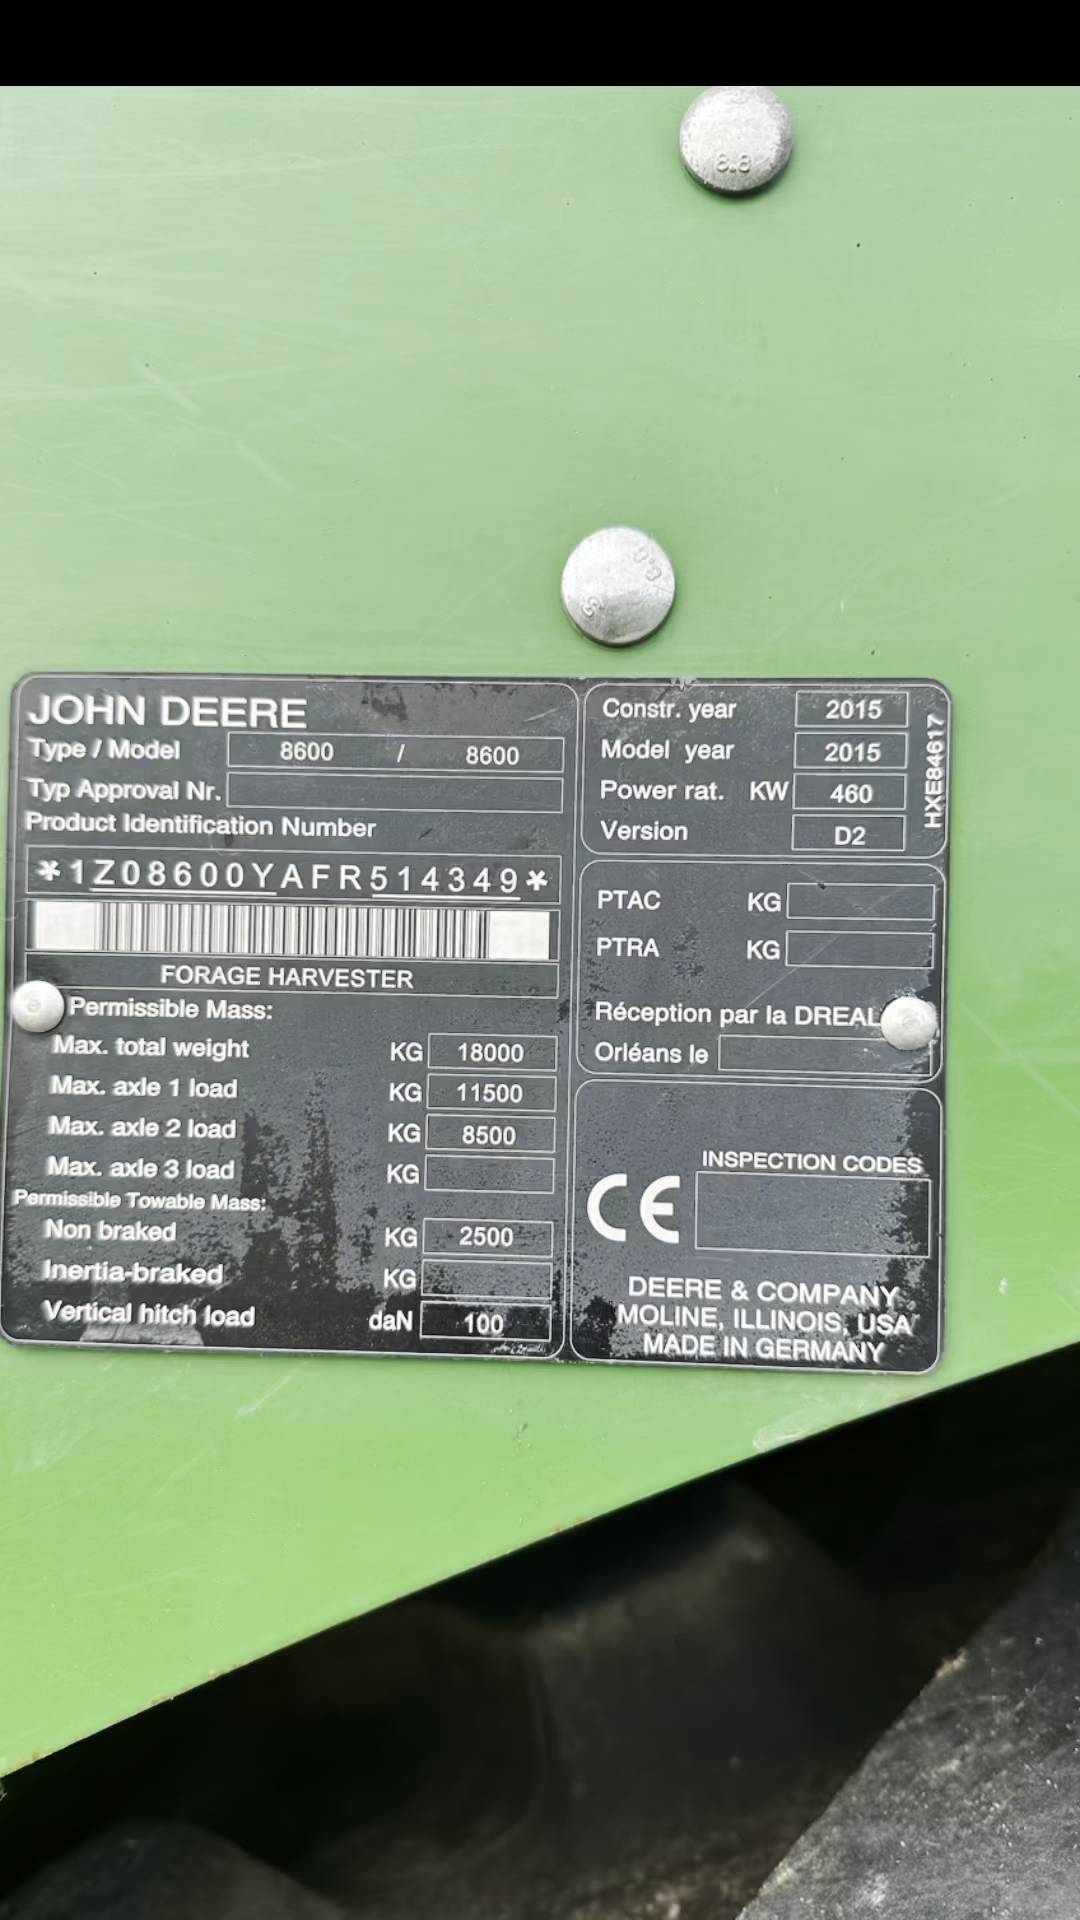 8.8
8.8
JOHN DEERE
Type / Model 8600 / 8600
Typ Approval Nr.
Product Identification Number
*1Z08600YAFR514349*
FORAGE HARVESTER
Permissible Mass:
Max. total weight KG 18000
Max. axle 1 load KG 11500
Max. axle 2 load KG 8500
Max. axle 3 load KG
Permissible Towable Mass:
Non braked KG 2500
Inertia-braked KG
Vertical hitch load daN 100
Constr. year 2015
Model year 2015
Power rat. KW 460
Version D2
HXE84617
PTAC KG
PTRA KG
Réception par la DREAL
Orléans le
INSPECTION CODES
CE
DEERE & COMPANY
MOLINE, ILLINOIS, USA
MADE IN GERMANY